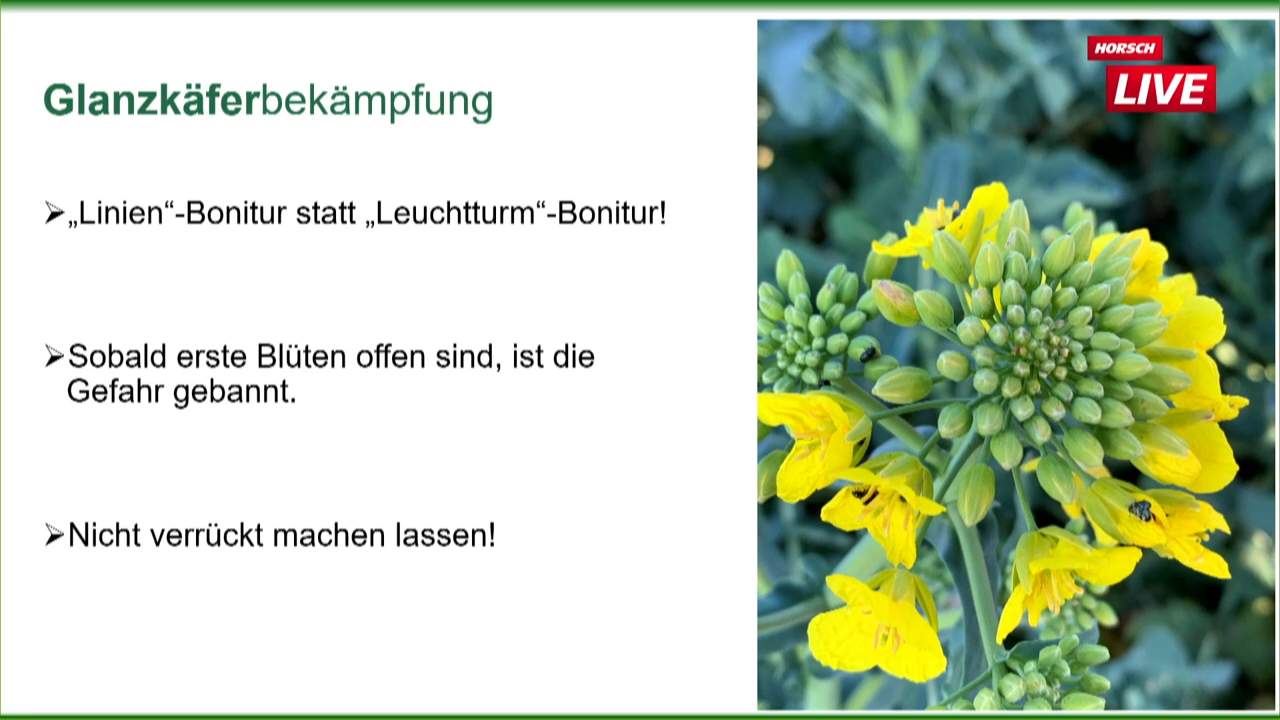 Glanzkäferbekämpfung
➢„Linien“-Bonitur statt „Leuchtturm“-Bonitur!
➢Sobald erste Blüten offen sind, ist die
Gefahr gebannt.
➢Nicht verrückt machen lassen!
HORSCH
LIVE